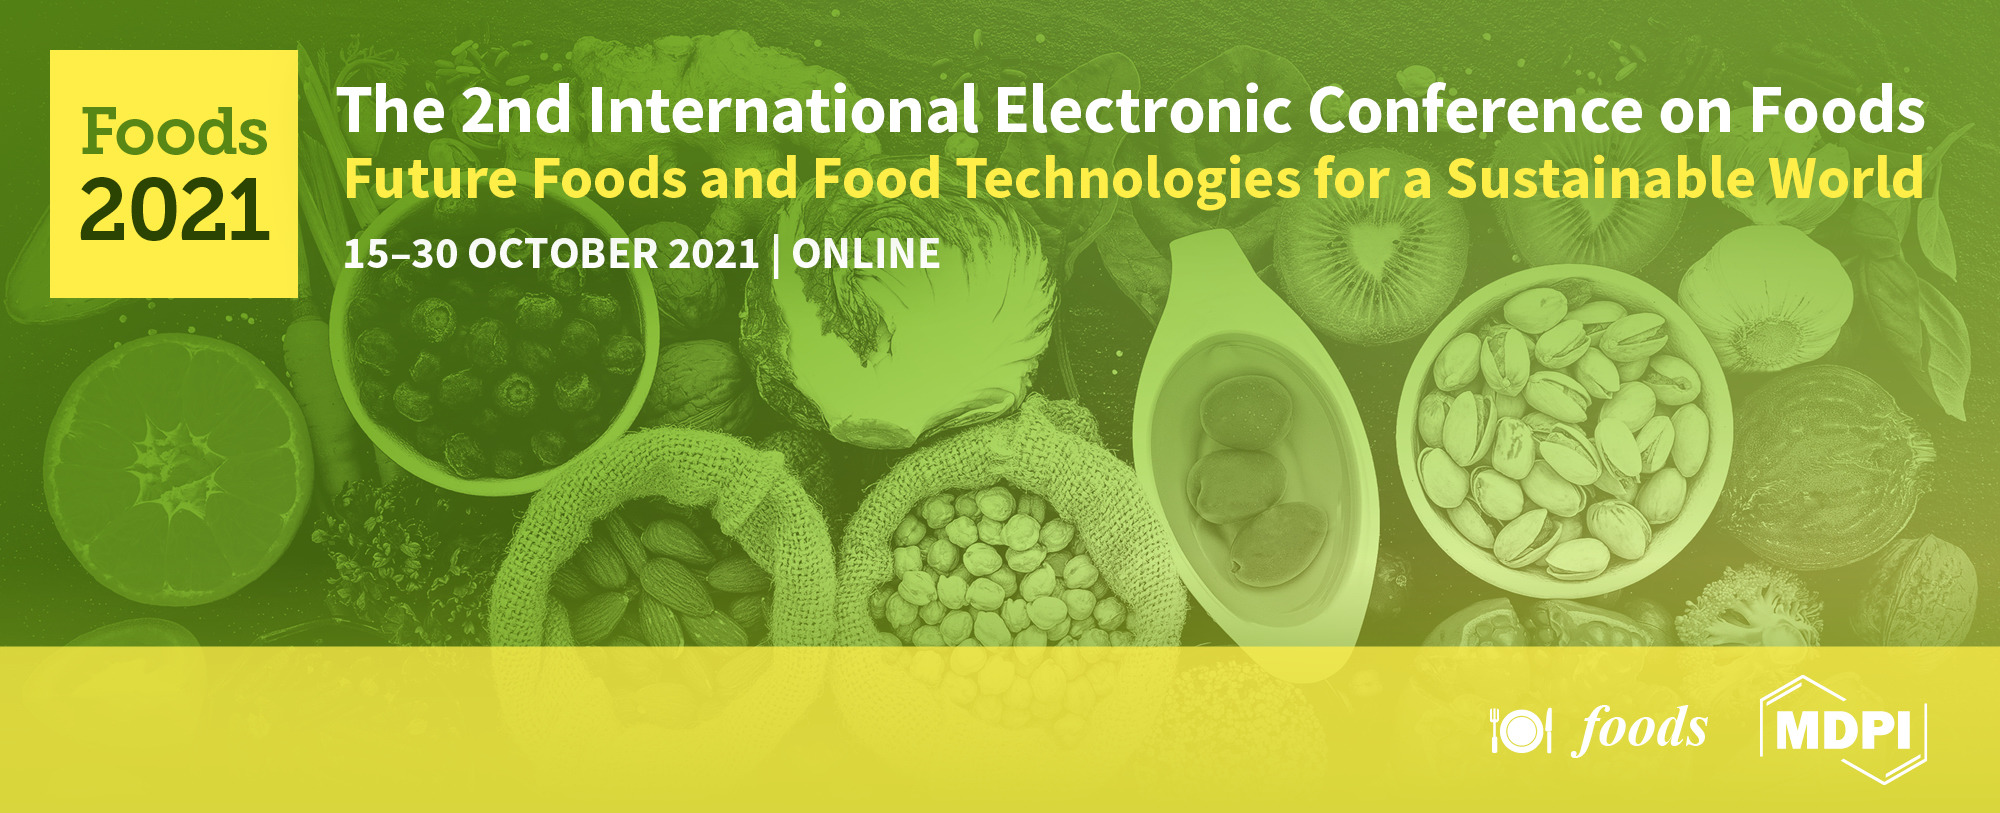 Foods
2021
The 2nd International Electronic Conference on Foods
Future Foods and Food Technologies for a Sustainable World
15–30 OCTOBER 2021 | ONLINE
foods
MDPI